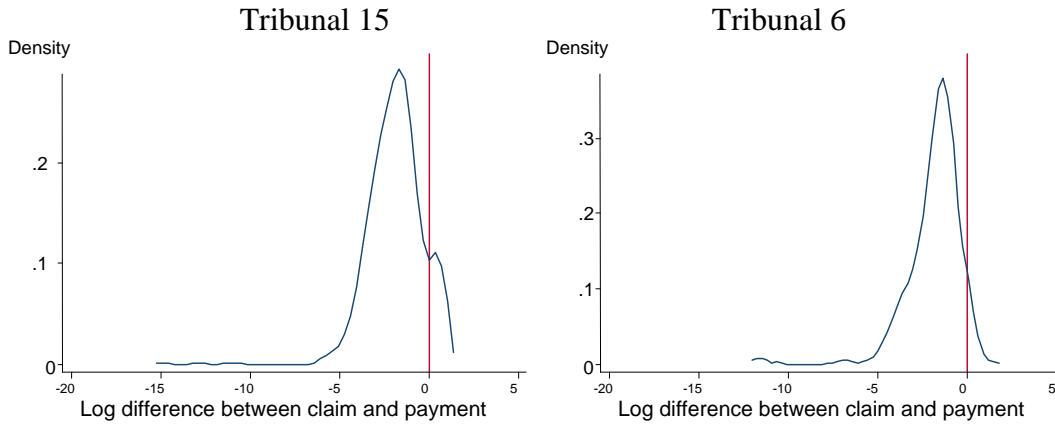 Tribunal 15
Density
.2
.1
0
-20 -15 -10 -5 0 5
Log difference between claim and payment
Tribunal 6
Density
.3
.2
.1
0
-20 -15 -10 -5 0 5
Log difference between claim and payment